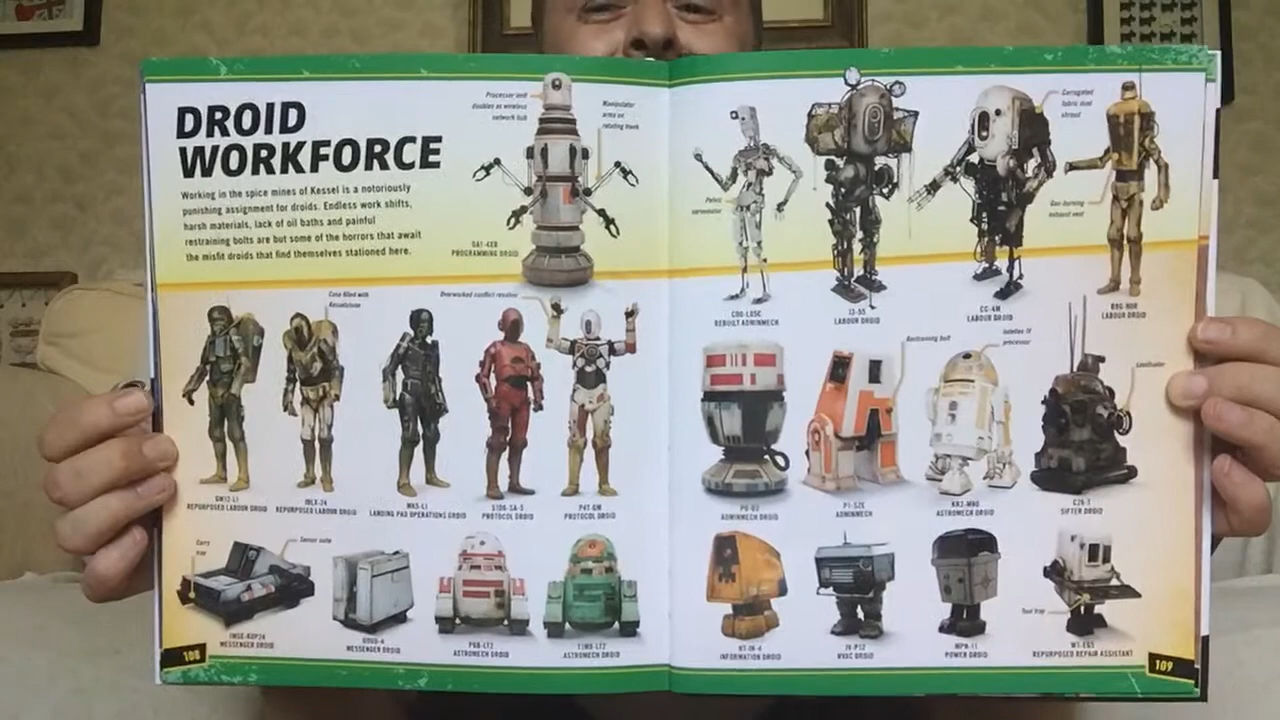 DROID
WORKFORCE
Working in the spice mines of Kessel is a notoriously
punishing assignment for droids. Endless work shifts,
harsh materials, lack of oil baths and painful
restraining bolts are but some of the horrors that await
the misfit droids that find themselves stationed here.
Processor unit
doubles as wireless
network hub
Manipulator
arms on
rotating trunk
PROGRAMMING DROID
Overworked conflict resolver
REPURPOSED LABOUR DROID
REPURPOSED LABOUR DROID
LANDING PAD OPERATIONS DROID
PROTOCOL DROID
PROTOCOL DROID
Carry
tray
Sensor suite
MESSENGER DROID
MESSENGER DROID
ASTROMECH DROID
ASTROMECH DROID
108
Corrugated
fabric dust
shroud
Pelvic
servomotor
Gas-burning
exhaust vent
REBUILT ADMINMECH
LABOUR DROID
LABOUR DROID
LABOUR DROID
Restraining bolt
processor
ADMINMECH DROID
ADMINMECH
ASTROMECH DROID
SIFTER DROID
Tool tray
INFORMATION DROID
HVAC DROID
POWER DROID
REPURPOSED REPAIR ASSISTANT
109